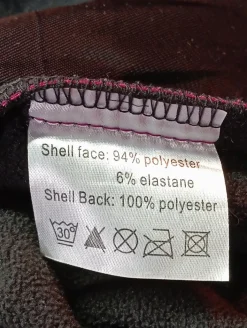 Shell face: 94% polyester
6% elastane
Shell Back: 100% polyester
30°